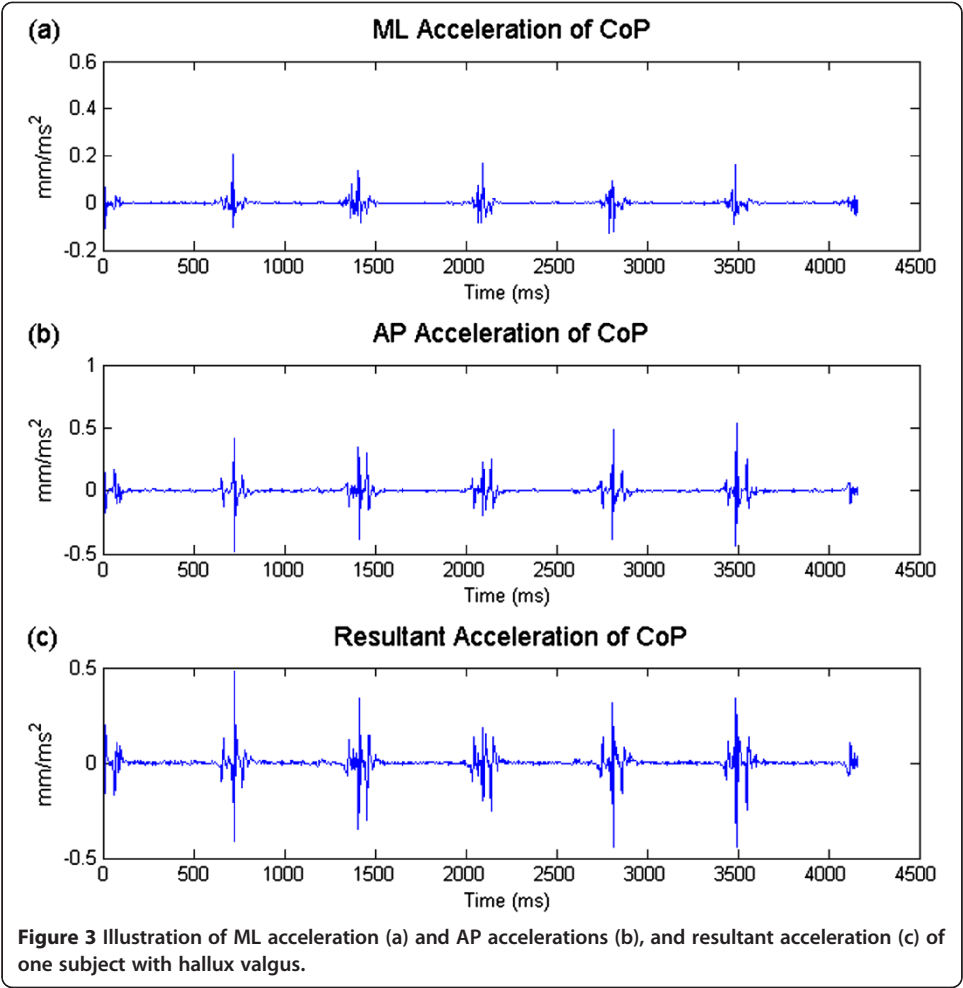 (a) ML Acceleration of CoP
0.6
0.4
0.2
0
-0.2
mm/ms²
0 500 1000 1500 2000 2500 3000 3500 4000 4500
Time (ms)
(b) AP Acceleration of CoP
1
0.5
0
-0.5
mm/ms²
0 500 1000 1500 2000 2500 3000 3500 4000 4500
Time (ms)
(c) Resultant Acceleration of CoP
0.5
0
-0.5
mm/ms²
0 500 1000 1500 2000 2500 3000 3500 4000 4500
Time (ms)
Figure 3 Illustration of ML acceleration (a) and AP accelerations (b), and resultant acceleration (c) of
one subject with hallux valgus.